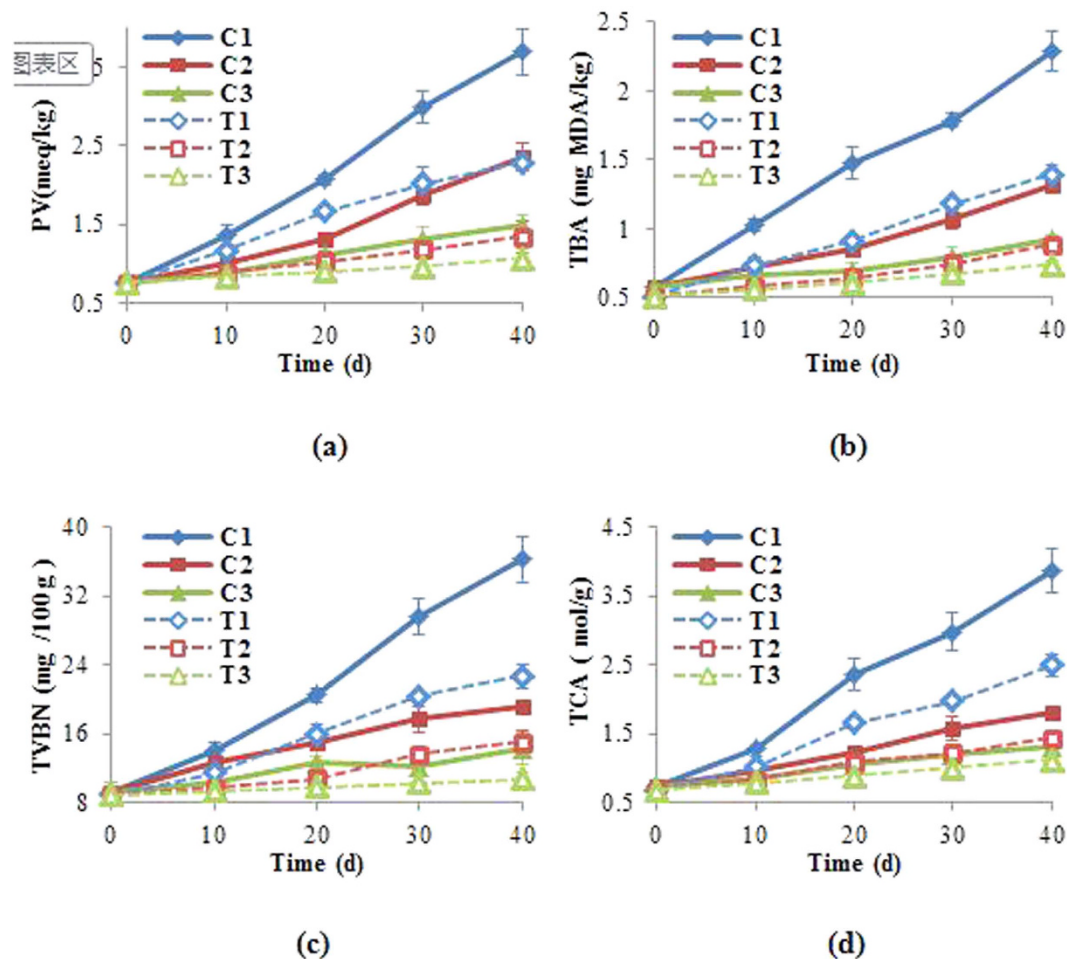 图表区
C1
C2
C3
T1
T2
T3
PV(meq/kg)
2.5
1.5
0.5
0 10 20 30 40
Time (d)
(a)
C1
C2
C3
T1
T2
T3
TBA (mg MDA/kg)
2.5
2
1.5
1
0.5
0 10 20 30 40
Time (d)
(b)
C1
C2
C3
T1
T2
T3
TVBN (mg /100 g)
40
32
24
16
8
0 10 20 30 40
Time (d)
(c)
C1
C2
C3
T1
T2
T3
TCA ( mol/g)
4.5
3.5
2.5
1.5
0.5
0 10 20 30 40
Time (d)
(d)